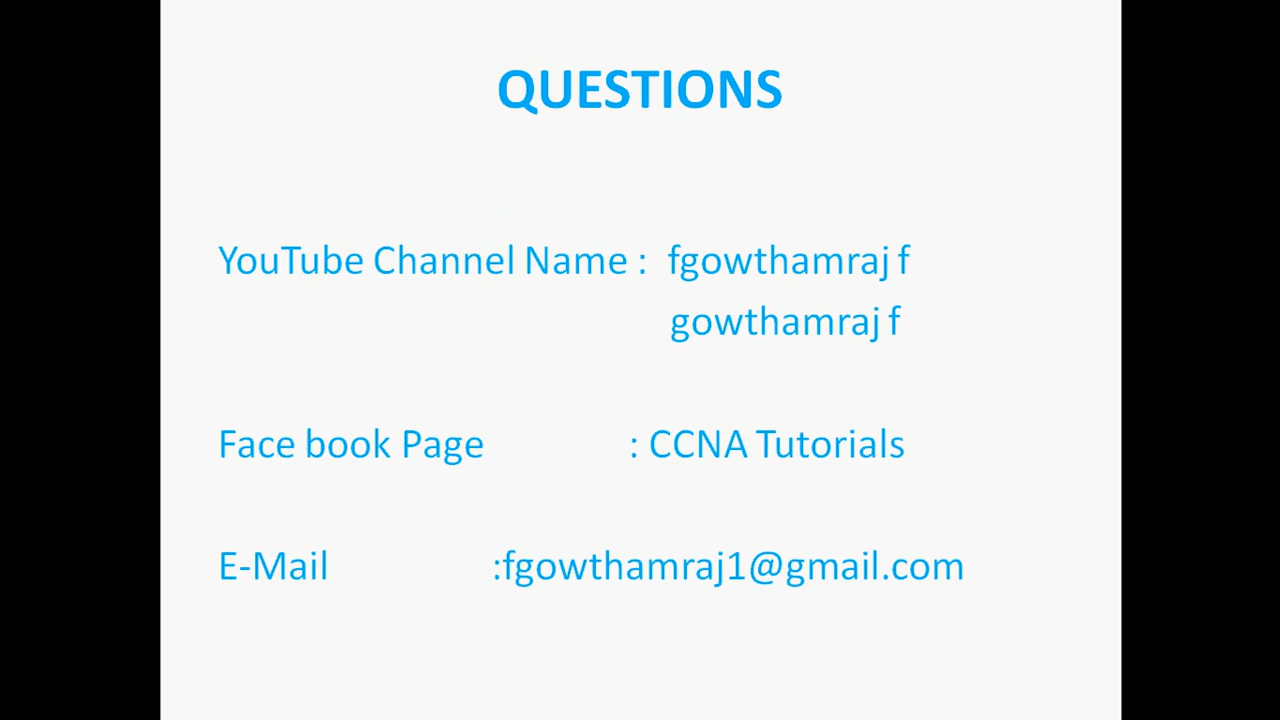 QUESTIONS
YouTube Channel Name : fgowthamraj f
gowthamraj f
Face book Page : CCNA Tutorials
E-Mail :fgowthamraj1@gmail.com